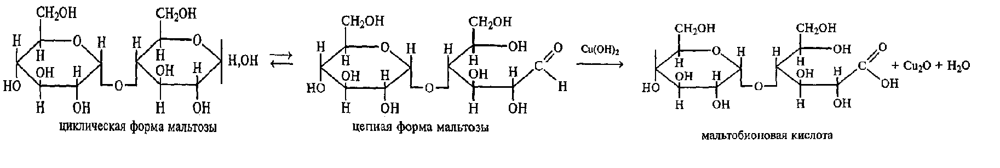 CH₂OH CH₂OH CH₂OH CH₂OH CH₂OH CH₂OH
H O H H O H O H OH O H O H H OH O
H H H,OH ⇌ H H Cu(OH)₂ → H H + Cu₂O + H₂O
OH H OH H OH H OH H C OH H OH H C
HO O HO O H HO O OH
H OH H OH H OH H OH H OH H OH
циклическая форма мальтозы цепная форма мальтозы мальтобионовая кислота